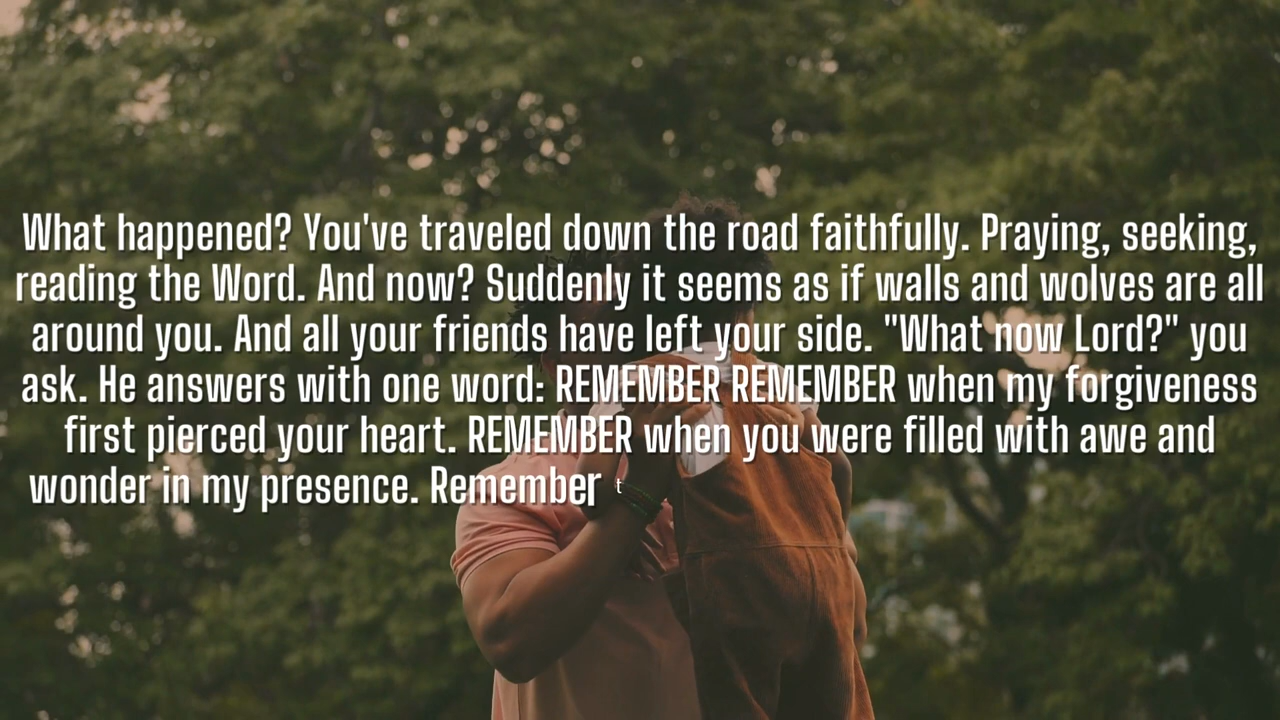 What happened? You've traveled down the road faithfully. Praying, seeking,
reading the Word. And now? Suddenly it seems as if walls and wolves are all
around you. And all your friends have left your side. "What now Lord?" you
ask. He answers with one word: REMEMBER REMEMBER when my forgiveness
first pierced your heart. REMEMBER when you were filled with awe and
wonder in my presence. Remember t